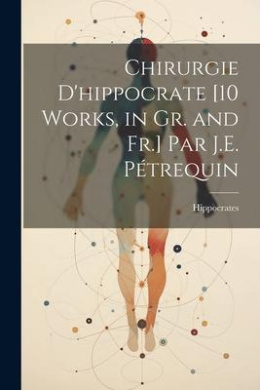 Chirurgie
D'hippocrate [10
Works, in Gr. and
Fr.] Par J.E.
Pétrequin
Hippocrates